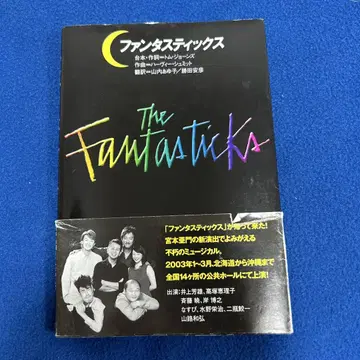 ファンタスティックス
台本・作詞=トム・ジョーンズ
作曲=ハーヴィー・シュミット
翻訳=山内あゆ子/勝田安彦
The
Fantasticks
「ファンタスティックス」が帰って来た!
宮本亜門の新演出でよみがえる
不朽のミュージカル。
2003年1~3月、北海道から沖縄まで
全国14ヶ所の公共ホールにて上演!
出演:井上芳雄、高塚恵理子
斉藤 暁、岸 博之
なすび、水野栄治、二瓶鮫一
山路和弘